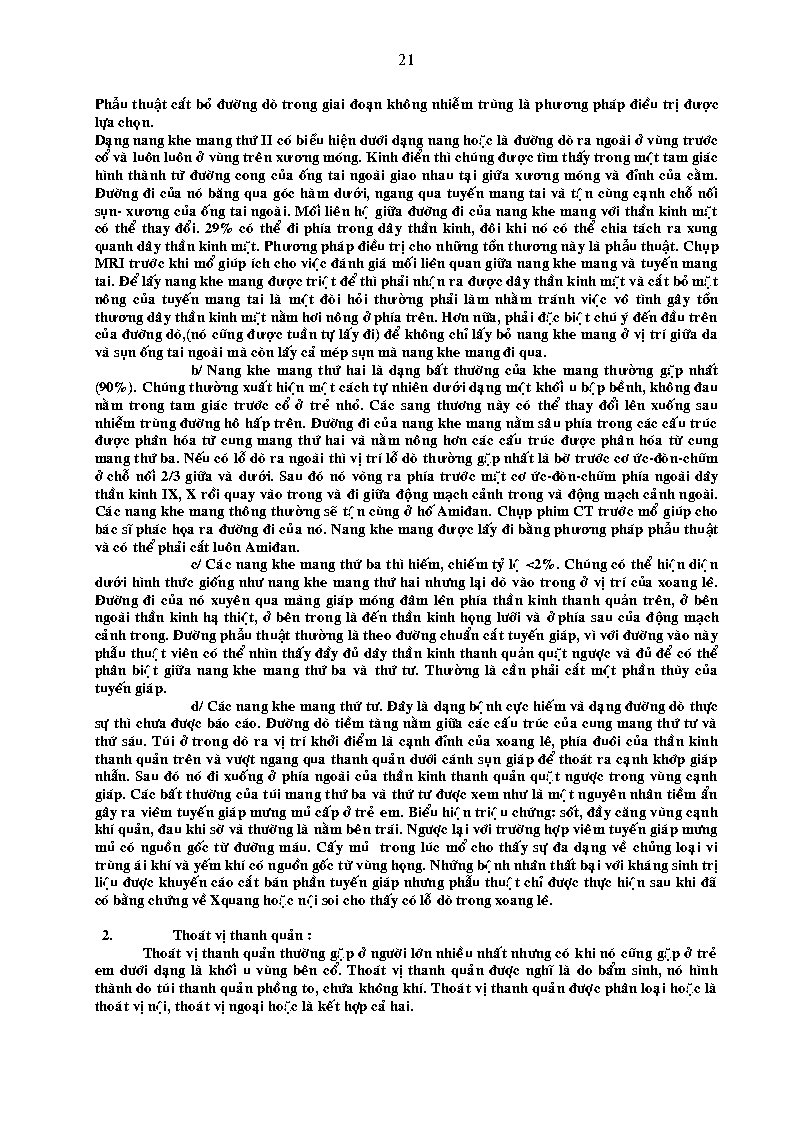 21
Phẫu thuật cắt bỏ đường dò trong giai đoạn không nhiễm trùng là phương pháp điều trị được
lựa chọn.
Dạng nang khe mang thứ II có biểu hiện dưới dạng nang hoặc là đường dò ra ngoài ở vùng trước
cổ và luôn luôn ở vùng trên xương móng. Kinh điển thì chúng được tìm thấy trong một tam giác
hình thành từ đường cong của ống tai ngoài giao nhau tại giữa xương móng và đỉnh của cằm.
Đường đi của nó băng qua góc hàm dưới, ngang qua tuyến mang tai và tận cùng cạnh chỗ nối
sụn- xương của ống tai ngoài. Mối liên hệ giữa đường đi của nang khe mang với thần kinh mặt
có thể thay đổi. 29% có thể đi phía trong dây thần kinh, đôi khi nó có thể chia tách ra xung
quanh dây thần kinh mặt. Phương pháp điều trị cho những tổn thương này là phẫu thuật. Chụp
MRI trước khi mổ giúp ích cho việc đánh giá mối liên quan giữa nang khe mang và tuyến mang
tai. Để lấy nang khe mang được triệt để thì phải nhận ra được dây thần kinh mặt và cắt bỏ mặt
nông của tuyến mang tai là một đòi hỏi thường phải làm nhằm tránh việc vô tình gây tổn
thương dây thần kinh mặt nằm hơi nông ở phía trên. Hơn nữa, phải đặc biệt chú ý đến đầu trên
của đường dò,(nó cũng được tuần tự lấy đi) để không chỉ lấy bỏ nang khe mang ở vị trí giữa da
và sụn ống tai ngoài mà còn lấy cả mép sụn mà nang khe mang đi qua.
b/ Nang khe mang thứ hai là dạng bất thường của khe mang thường gặp nhất
(90%). Chúng thường xuất hiện một cách tự nhiên dưới dạng một khối u bập bềnh, không đau
nằm trong tam giác trước cổ ở trẻ nhỏ. Các sang thương này có thể thay đổi lên xuống sau
nhiễm trùng đường hô hấp trên. Đường đi của nang khe mang nằm sâu phía trong các cấu trúc
được phân hóa từ cung mang thứ hai và nằm nông hơn các cấu trúc được phân hóa từ cung
mang thứ ba. Nếu có lỗ dò ra ngoài thì vị trí lỗ dò thường gặp nhất là bờ trước cơ ức-đòn-chũm
ở chỗ nối 2/3 giữa và dưới. Sau đó nó vòng ra phía trước mặt cơ ức-đòn-chũm phía ngoài dây
thần kinh IX, X rồi quay vào trong và đi giữa động mạch cảnh trong và động mạch cảnh ngoài.
Các nang khe mang thông thường sẽ tận cùng ở hố Amiđan. Chụp phim CT trước mổ giúp cho
bác sĩ phác họa ra đường đi của nó. Nang khe mang được lấy đi bằng phương pháp phẫu thuật
và có thể phải cắt luôn Amiđan.
c/ Các nang khe mang thứ ba thì hiếm, chiếm tỷ lệ <2%. Chúng có thể hiện diện
dưới hình thức giống như nang khe mang thứ hai nhưng lại dò vào trong ở vị trí của xoang lê.
Đường đi của nó xuyên qua màng giáp móng đâm lên phía thần kinh thanh quản trên, ở bên
ngoài thần kinh hạ thiệt, ở bên trong là đến thần kinh họng lưỡi và ở phía sau của động mạch
cảnh trong. Đường phẫu thuật thường là theo đường chuẩn cắt tuyến giáp, vì với đường vào này
phẫu thuật viên có thể nhìn thấy đầy đủ dây thần kinh thanh quản quặt ngược và đủ để có thể
phân biệt giữa nang khe mang thứ ba và thứ tư. Thường là cần phải cắt một phần thùy của
tuyến giáp.
d/ Các nang khe mang thứ tư. Đây là dạng bệnh cực hiếm và dạng đường dò thực
sự thì chưa được báo cáo. Đường dò tiềm tàng nằm giữa các cấu trúc của cung mang thứ tư và
thứ sáu. Túi ở trong dò ra vị trí khởi điểm là cạnh đỉnh của xoang lê, phía đuôi của thần kinh
thanh quản trên và vượt ngang qua thanh quản dưới cánh sụn giáp để thoát ra cạnh khớp giáp
nhẫn. Sau đó nó đi xuống ở phía ngoài của thần kinh thanh quản quặt ngược trong vùng cạnh
giáp. Các bất thường của túi mang thứ ba và thứ tư được xem như là một nguyên nhân tiềm ẩn
gây ra viêm tuyến giáp mưng mủ cấp ở trẻ em. Biểu hiện triệu chứng: sốt, đầy căng vùng cạnh
khí quản, đau khi sờ và thường là nằm bên trái. Ngược lại với trường hợp viêm tuyến giáp mưng
mủ có nguồn gốc từ đường máu. Cấy mủ trong lúc mổ cho thấy sự đa dạng về chủng loại vi
trùng ái khí và yếm khí có nguồn gốc từ vùng họng. Những bệnh nhân thất bại với kháng sinh trị
liệu được khuyến cáo cắt bán phần tuyến giáp nhưng phẫu thuật chỉ được thực hiện sau khi đã
có bằng chứng về Xquang hoặc nội soi cho thấy có lỗ dò trong xoang lê.
2. Thoát vị thanh quản :
Thoát vị thanh quản thường gặp ở người lớn nhiều nhất nhưng có khi nó cũng gặp ở trẻ
em dưới dạng là khối u vùng bên cổ. Thoát vị thanh quản được nghĩ là do bẩm sinh, nó hình
thành do túi thanh quản phồng to, chứa không khí. Thoát vị thanh quản được phân loại hoặc là
thoát vị nội, thoát vị ngoại hoặc là kết hợp cả hai.